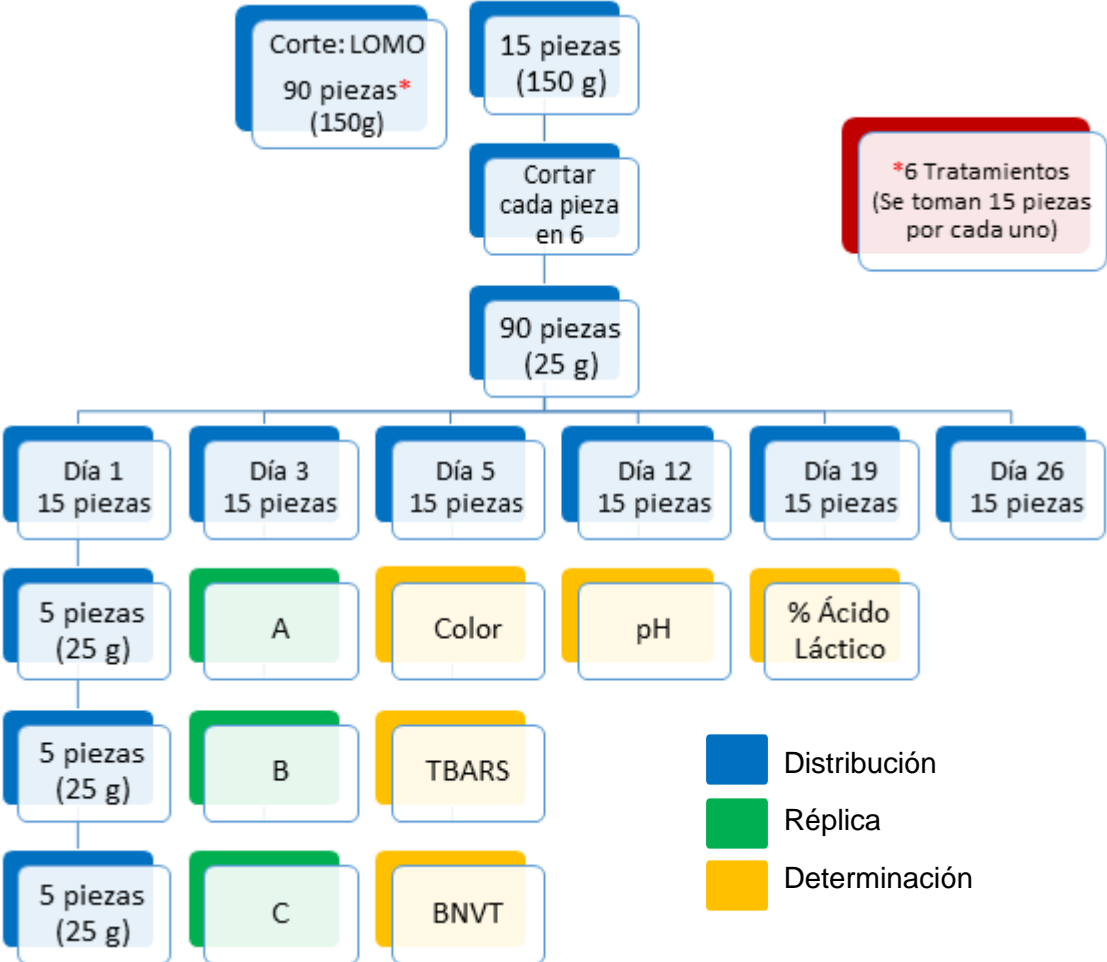 Corte: LOMO
90 piezas*
(150g)
15 piezas
(150 g)
Cortar
cada pieza
en 6
*6 Tratamientos
(Se toman 15 piezas
por cada uno)
90 piezas
(25 g)
Día 1
15 piezas
Día 3
15 piezas
Día 5
15 piezas
Día 12
15 piezas
Día 19
15 piezas
Día 26
15 piezas
5 piezas
(25 g)
A
Color
pH
% Ácido
Láctico
5 piezas
(25 g)
B
TBARS
5 piezas
(25 g)
C
BNVT
Distribución
Réplica
Determinación